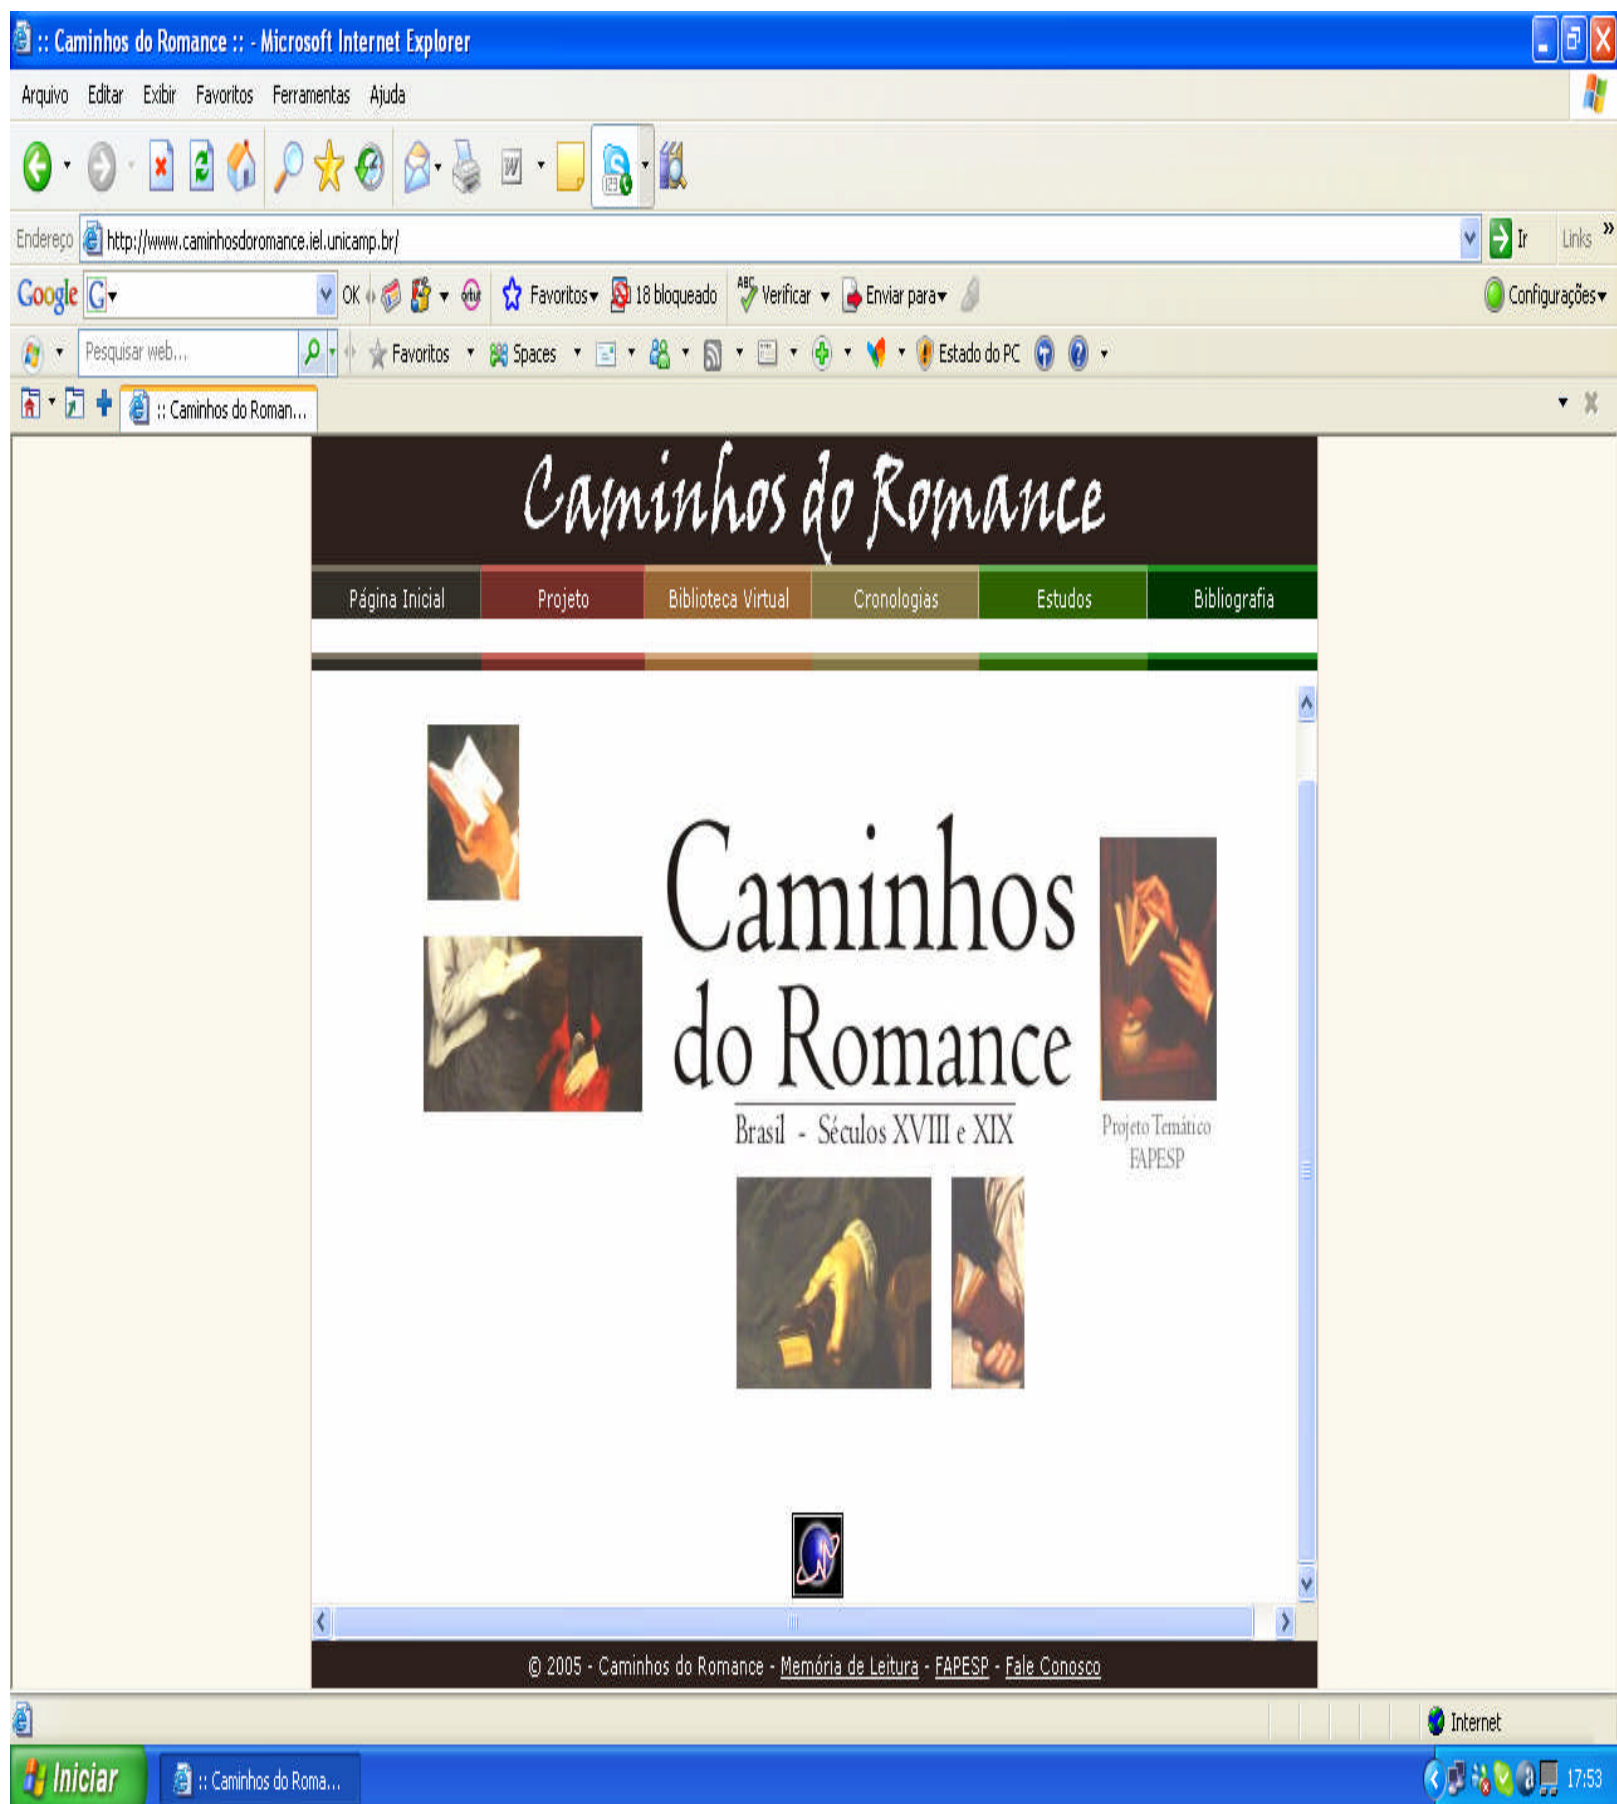 :: Caminhos do Romance :: - Microsoft Internet Explorer
Arquivo Editar Exibir Favoritos Ferramentas Ajuda
W 123
Endereço http://www.caminhosdoromance.iel.unicamp.br/ Ir Links »
Google G OK orkut Favoritos 18 bloqueado ABC Verificar Enviar para Configurações
Pesquisar web... Favoritos Spaces Estado do PC ?
:: Caminhos do Roman...
Caminhos do Romance
Página Inicial Projeto Biblioteca Virtual Cronologias Estudos Bibliografia
Caminhos
do Romance
Brasil - Séculos XVIII e XIX
Projeto Temático
FAPESP
© 2005 - Caminhos do Romance - Memória de Leitura - FAPESP - Fale Conosco
Internet
Iniciar :: Caminhos do Roma... 17:53